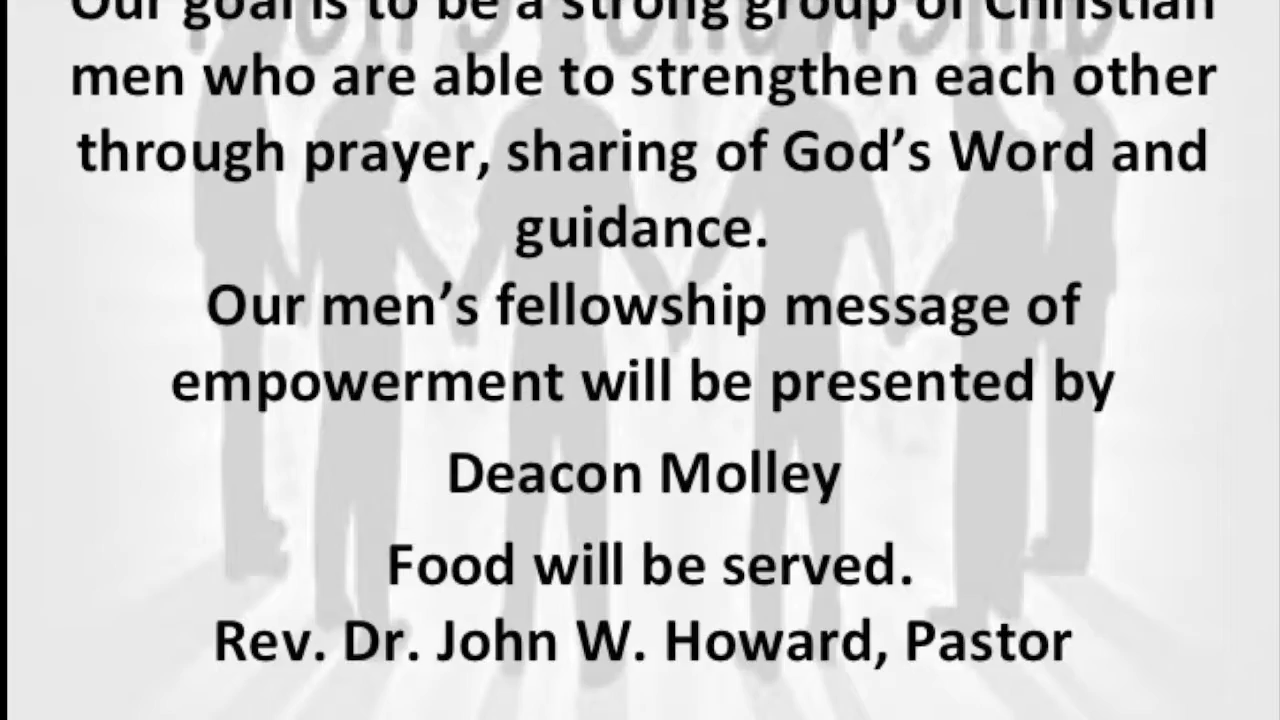 Our goal is to be a strong group of Christian
men who are able to strengthen each other
through prayer, sharing of God’s Word and
guidance.
Our men’s fellowship message of
empowerment will be presented by
Deacon Molley
Food will be served.
Rev. Dr. John W. Howard, Pastor